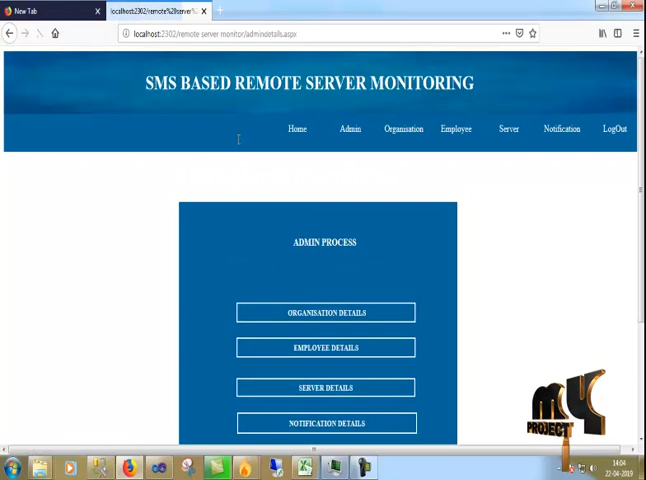 New Tab
localhost:2302/remote%20server%
localhost:2302/remote server monitor/admindetails.aspx
SMS BASED REMOTE SERVER MONITORING
Home Admin Organisation Employee Server Notification LogOut
ADMIN PROCESS
ORGANISATION DETAILS
EMPLOYEE DETAILS
SERVER DETAILS
NOTIFICATION DETAILS
my
PROJECT
14:04
22-04-2019